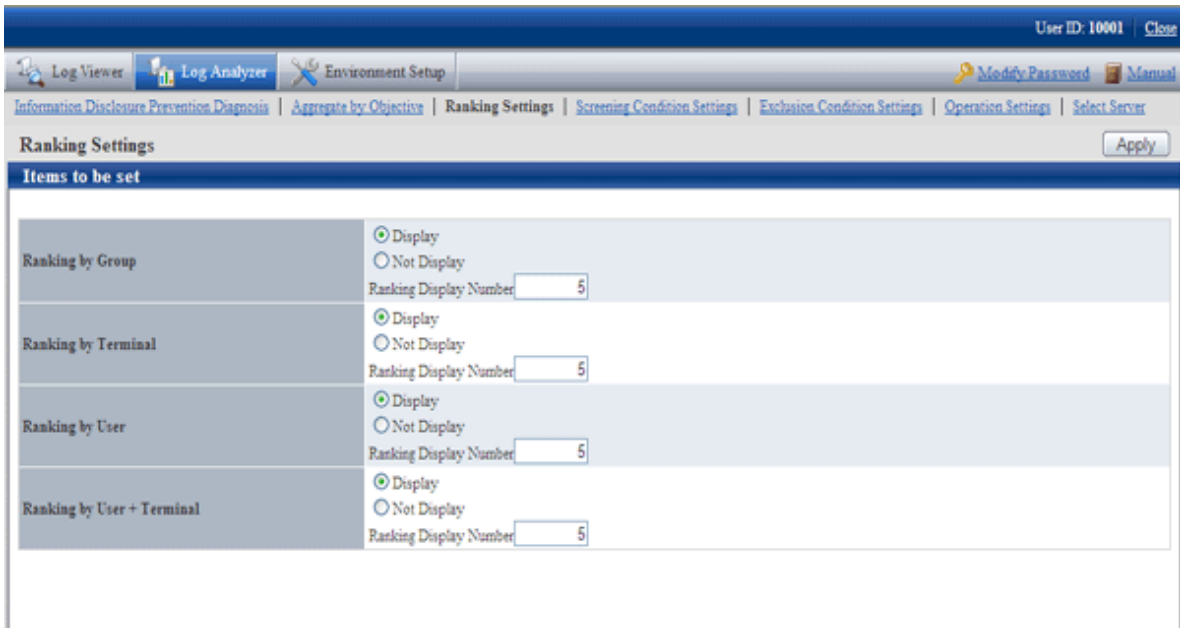 User ID: 10001 | Close
Log Viewer Log Analyzer Environment Setup Modify Password Manual
Information Disclosure Prevention Diagnosis | Aggregate by Objective | Ranking Settings | Screening Condition Settings | Exclusion Condition Settings | Operation Settings | Select Server
Ranking Settings Apply
Items to be set
Ranking by Group
Display
Not Display
Ranking Display Number 5
Ranking by Terminal
Display
Not Display
Ranking Display Number 5
Ranking by User
Display
Not Display
Ranking Display Number 5
Ranking by User + Terminal
Display
Not Display
Ranking Display Number 5